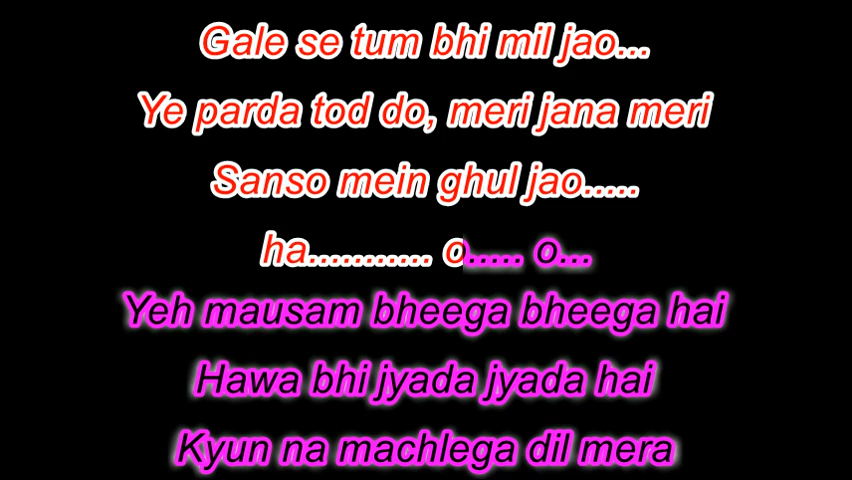 Gale se tum bhi mil jao...
Ye parda tod do, meri jana meri
Sanso mein ghul jao.....
ha........... o..... o...
Yeh mausam bheega bheega hai
Hawa bhi jyada jyada hai
Kyun na machlega dil mera